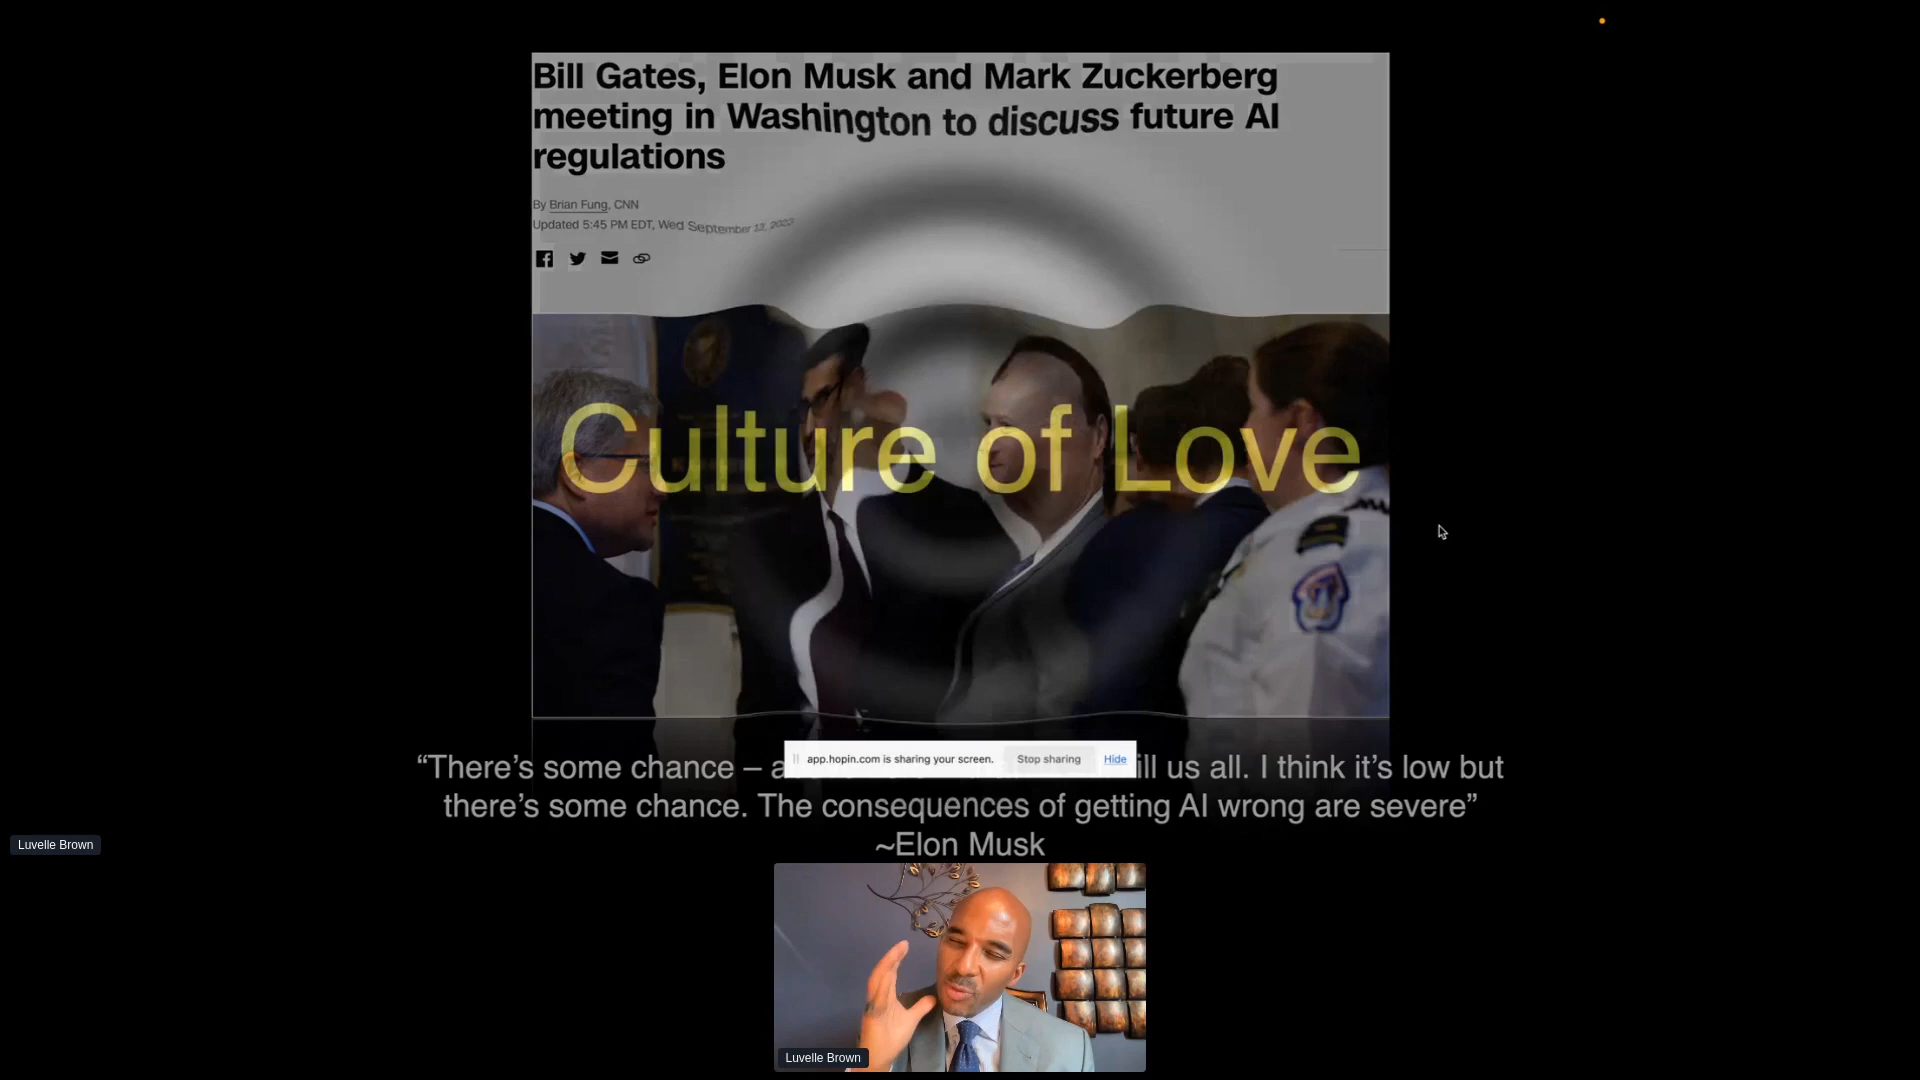 Bill Gates, Elon Musk and Mark Zuckerberg
meeting in Washington to discuss future AI
regulations
By Brian Fung, CNN
Updated 5:45 PM EDT, Wed September 13, 2023
Culture of Love
app.hopin.com is sharing your screen. Stop sharing Hide
“There’s some chance – ill us all. I think it’s low but
there’s some chance. The consequences of getting AI wrong are severe”
~Elon Musk
Luvelle Brown
Luvelle Brown